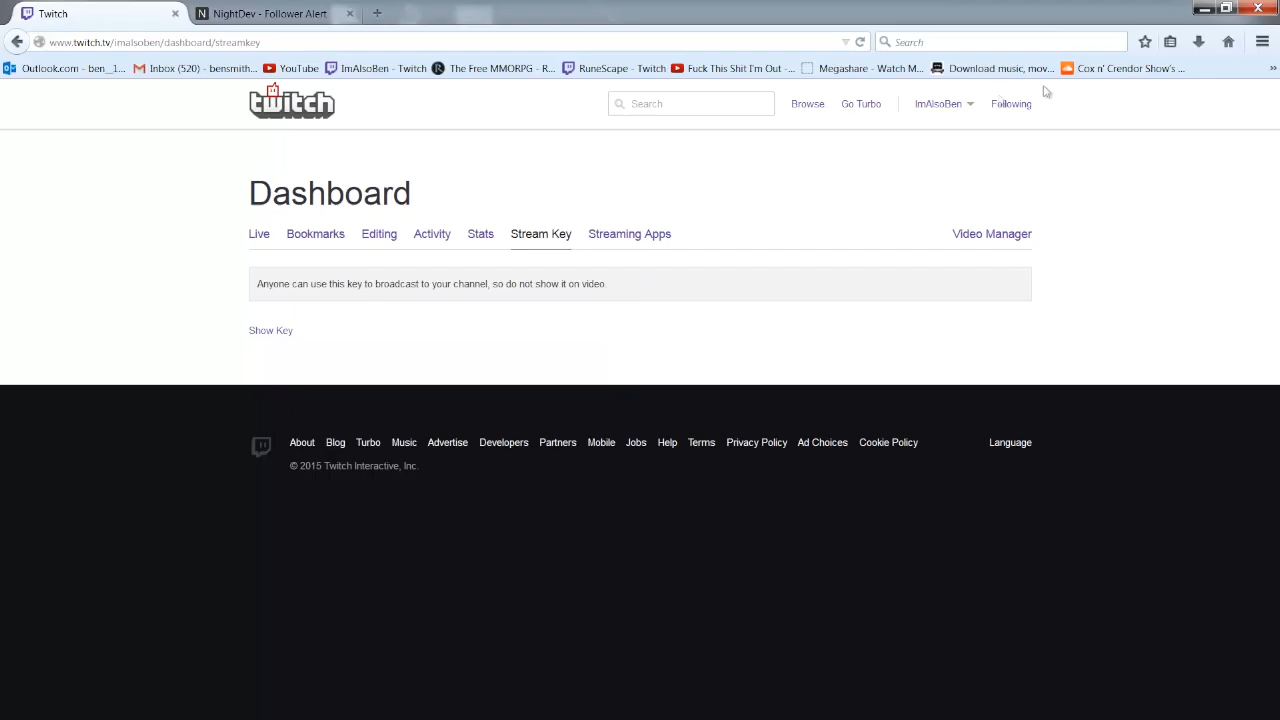 Twitch
NightDev - Follower Alert
www.twitch.tv/imalsoben/dashboard/streamkey
Search
Outlook.com - ben__1...
Inbox (520) - bensmith...
YouTube
ImAlsoBen - Twitch
The Free MMORPG - R...
RuneScape - Twitch
Fuck This Shit I'm Out -...
Megashare - Watch M...
Download music, mov...
Cox n' Crendor Show's ...
twitch
Search
Browse
Go Turbo
ImAlsoBen
Following
Dashboard
Live
Bookmarks
Editing
Activity
Stats
Stream Key
Streaming Apps
Video Manager
Anyone can use this key to broadcast to your channel, so do not show it on video.
Show Key
About Blog Turbo Music Advertise Developers Partners Mobile Jobs Help Terms Privacy Policy Ad Choices Cookie Policy
Language
© 2015 Twitch Interactive, Inc.